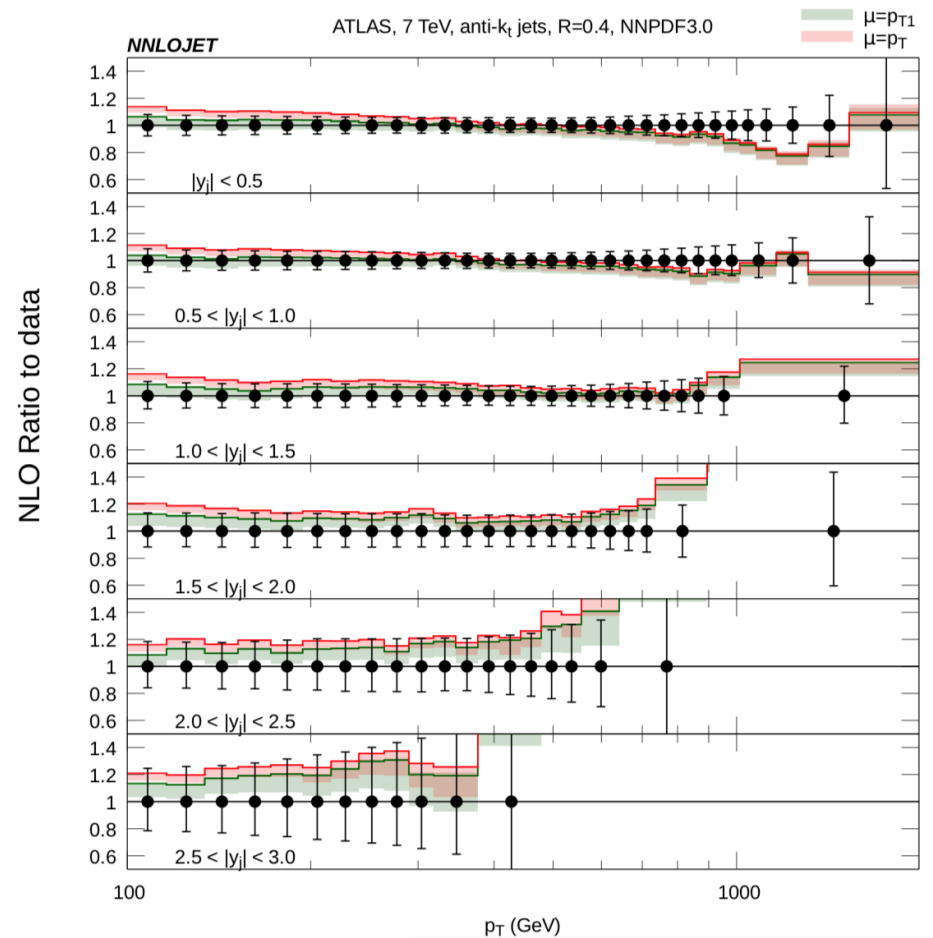 ATLAS, 7 TeV, anti-kt jets, R=0.4, NNPDF3.0
μ=pT1
μ=pT
NNLOJET
NLO Ratio to data
1.4
1.2
1
0.8
0.6
|yj| < 0.5
1.4
1.2
1
0.8
0.6
0.5 < |yj| < 1.0
1.4
1.2
1
0.8
0.6
1.0 < |yj| < 1.5
1.4
1.2
1
0.8
0.6
1.5 < |yj| < 2.0
1.4
1.2
1
0.8
0.6
2.0 < |yj| < 2.5
1.4
1.2
1
0.8
0.6
2.5 < |yj| < 3.0
100 1000
pT (GeV)